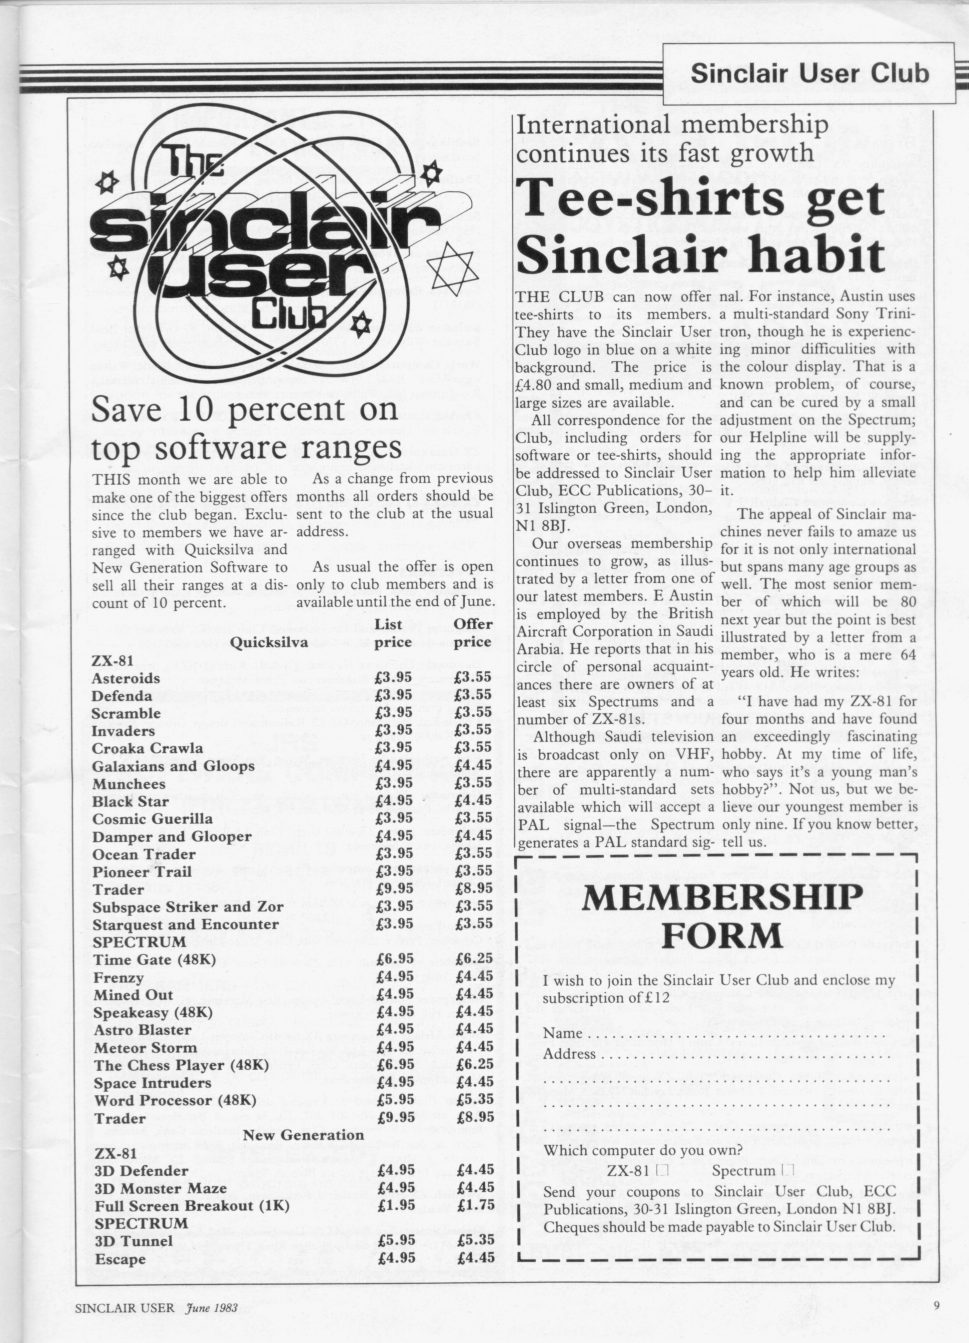 Sinclair User Club
The
sinclair
user
Club
Save 10 percent on
top software ranges
THIS month we are able to
make one of the biggest offers
since the club began. Exclu-
sive to members we have ar-
ranged with Quicksilva and
New Generation Software to
sell all their ranges at a dis-
count of 10 percent.
As a change from previous
months all orders should be
sent to the club at the usual
address.
As usual the offer is open
only to club members and is
available until the end of June.
List Offer
Quicksilva price price
ZX-81
Asteroids £3.95 £3.55
Defenda £3.95 £3.55
Scramble £3.95 £3.55
Invaders £3.95 £3.55
Croaka Crawla £3.95 £3.55
Galaxians and Gloops £4.95 £4.45
Munchees £3.95 £3.55
Black Star £4.95 £4.45
Cosmic Guerilla £3.95 £3.55
Damper and Glooper £4.95 £4.45
Ocean Trader £3.95 £3.55
Pioneer Trail £3.95 £3.55
Trader £9.95 £8.95
Subspace Striker and Zor £3.95 £3.55
Starquest and Encounter £3.95 £3.55
SPECTRUM
Time Gate (48K) £6.95 £6.25
Frenzy £4.95 £4.45
Mined Out £4.95 £4.45
Speakeasy (48K) £4.95 £4.45
Astro Blaster £4.95 £4.45
Meteor Storm £4.95 £4.45
The Chess Player (48K) £6.95 £6.25
Space Intruders £4.95 £4.45
Word Processor (48K) £5.95 £5.35
Trader £9.95 £8.95
New Generation
ZX-81
3D Defender £4.95 £4.45
3D Monster Maze £4.95 £4.45
Full Screen Breakout (1K) £1.95 £1.75
SPECTRUM
3D Tunnel £5.95 £5.35
Escape £4.95 £4.45
International membership
continues its fast growth
Tee-shirts get
Sinclair habit
THE CLUB can now offer
tee-shirts to its members.
They have the Sinclair User
Club logo in blue on a white
background. The price is
£4.80 and small, medium and
large sizes are available.
All correspondence for the
Club, including orders for
software or tee-shirts, should
be addressed to Sinclair User
Club, ECC Publications, 30–
31 Islington Green, London,
N1 8BJ.
Our overseas membership
continues to grow, as illus-
trated by a letter from one of
our latest members. E Austin
is employed by the British
Aircraft Corporation in Saudi
Arabia. He reports that in his
circle of personal acquaint-
ances there are owners of at
least six Spectrums and a
number of ZX-81s.
Although Saudi television
is broadcast only on VHF,
there are apparently a num-
ber of multi-standard sets
available which will accept a
PAL signal—the Spectrum
generates a PAL standard sig-
nal. For instance, Austin uses
a multi-standard Sony Trini-
tron, though he is experienc-
ing minor difficulities with
the colour display. That is a
known problem, of course,
and can be cured by a small
adjustment on the Spectrum;
our Helpline will be supply-
ing the appropriate infor-
mation to help him alleviate
it.
The appeal of Sinclair ma-
chines never fails to amaze us
for it is not only international
but spans many age groups as
well. The most senior mem-
ber of which will be 80
next year but the point is best
illustrated by a letter from a
member, who is a mere 64
years old. He writes:
“I have had my ZX-81 for
four months and have found
an exceedingly fascinating
hobby. At my time of life,
who says it’s a young man’s
hobby?”. Not us, but we be-
lieve our youngest member is
only nine. If you know better,
tell us.
MEMBERSHIP
FORM
I wish to join the Sinclair User Club and enclose my
subscription of £12
Name
Address
Which computer do you own?
ZX-81 Spectrum
Send your coupons to Sinclair User Club, ECC
Publications, 30-31 Islington Green, London N1 8BJ.
Cheques should be made payable to Sinclair User Club.
SINCLAIR USER June 1983
9